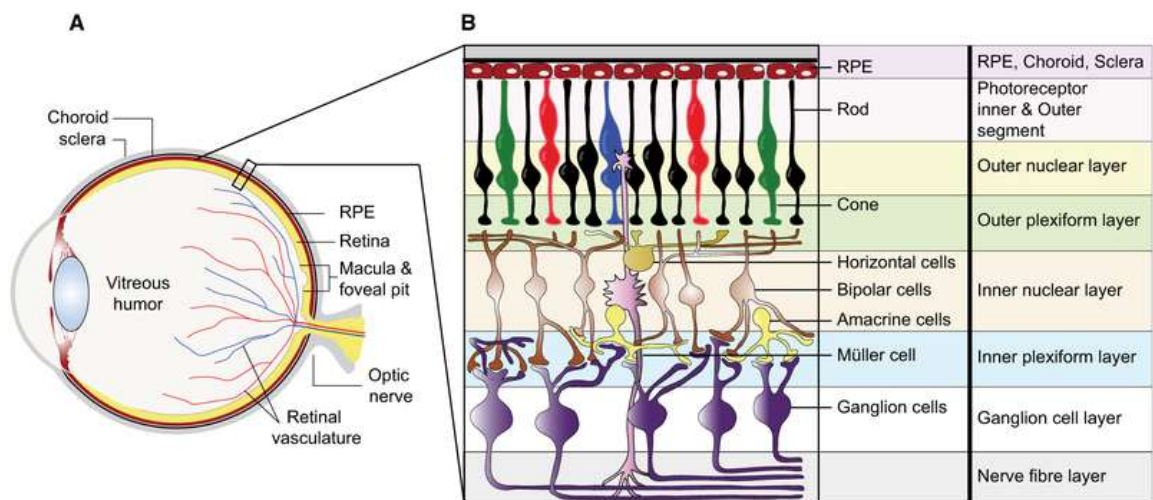 A
Choroid
sclera
RPE
Retina
Macula &
foveal pit
Vitreous
humor
Optic
nerve
Retinal
vasculature
B
RPE
Rod
Cone
Horizontal cells
Bipolar cells
Amacrine cells
Müller cell
Ganglion cells
RPE, Choroid, Sclera
Photoreceptor
inner & Outer
segment
Outer nuclear layer
Outer plexiform layer
Inner nuclear layer
Inner plexiform layer
Ganglion cell layer
Nerve fibre layer